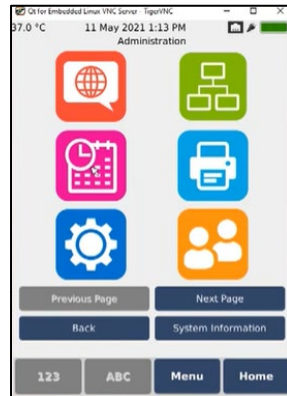 Qt for Embedded Linux VNC Server - TigerVNC
37.0 °C 11 May 2021 1:13 PM
Administration
Previous Page Next Page
Back System Information
123 ABC Menu Home